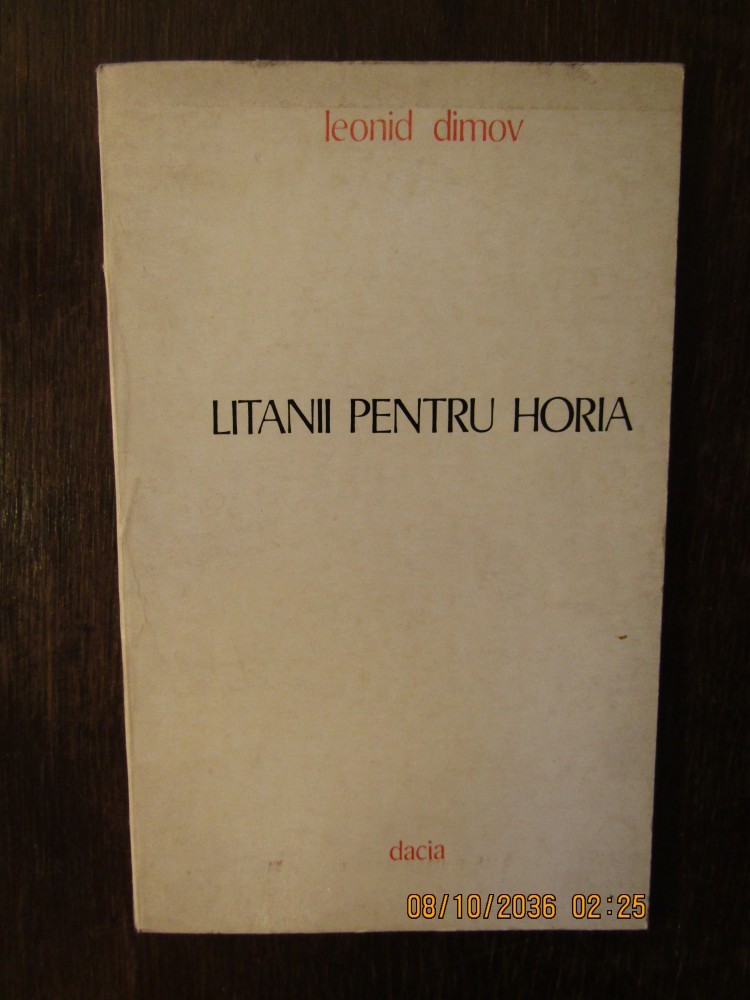 leonid dimov
LITANII PENTRU HORIA
dacia
08/10/2036 02:25